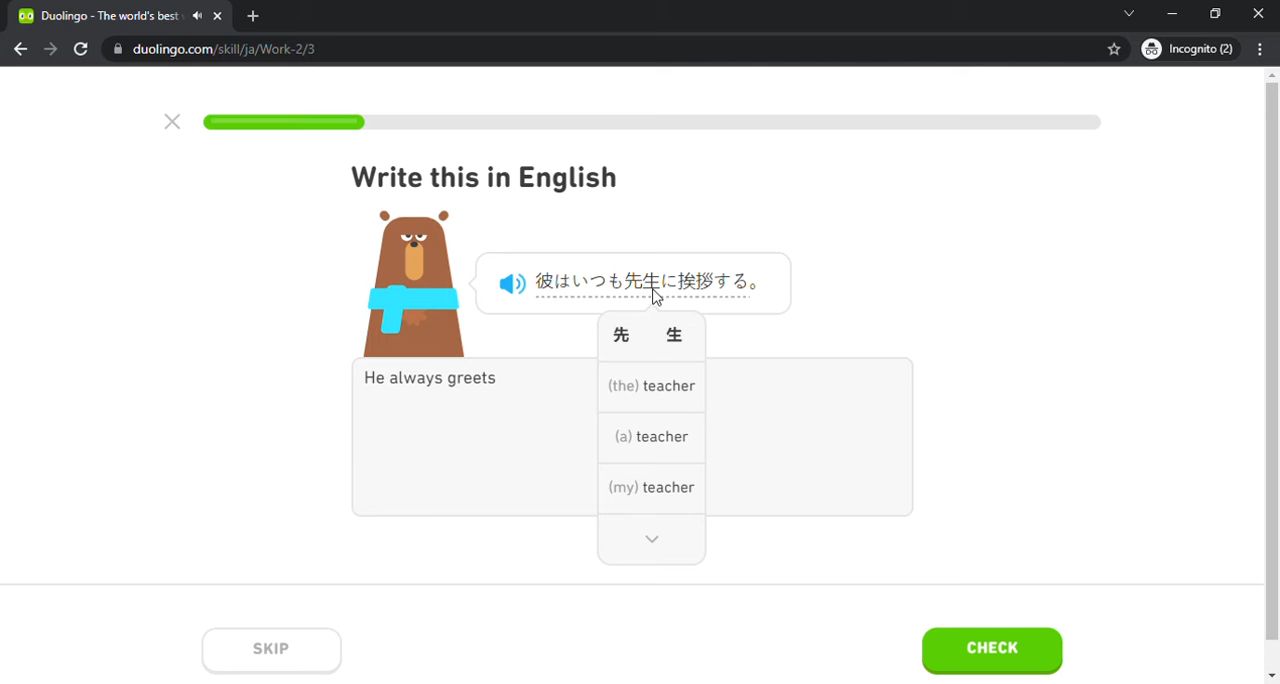 Duolingo - The world's best
duolingo.com/skill/ja/Work-2/3
Incognito (2)
Write this in English
彼はいつも先生に挨拶する。
先 生
He always greets
(the) teacher
(a) teacher
(my) teacher
SKIP
CHECK